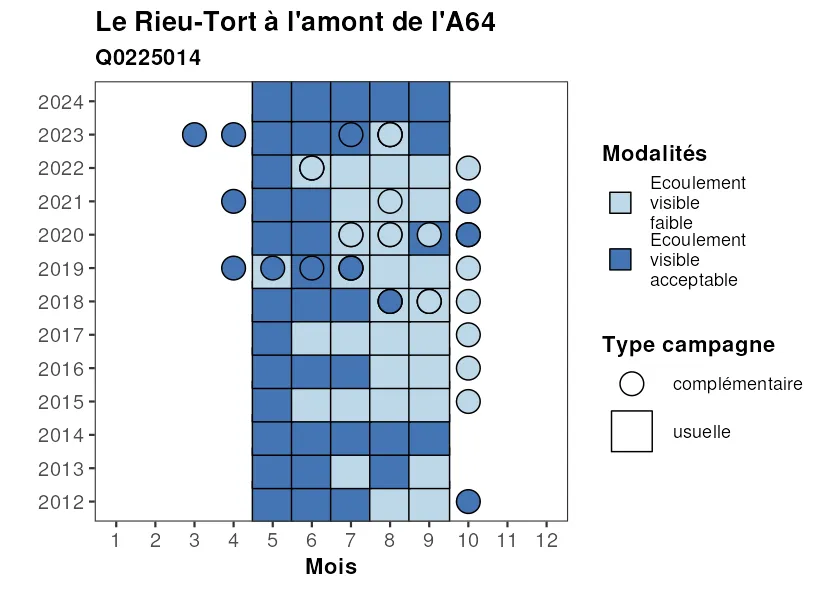 Le Rieu-Tort à l'amont de l'A64
Q0225014
2024
2023
2022
2021
2020
2019
2018
2017
2016
2015
2014
2013
2012
1 2 3 4 5 6 7 8 9 10 11 12
Mois
Modalités
Ecoulement
visible
faible
Ecoulement
visible
acceptable
Type campagne
complémentaire
usuelle